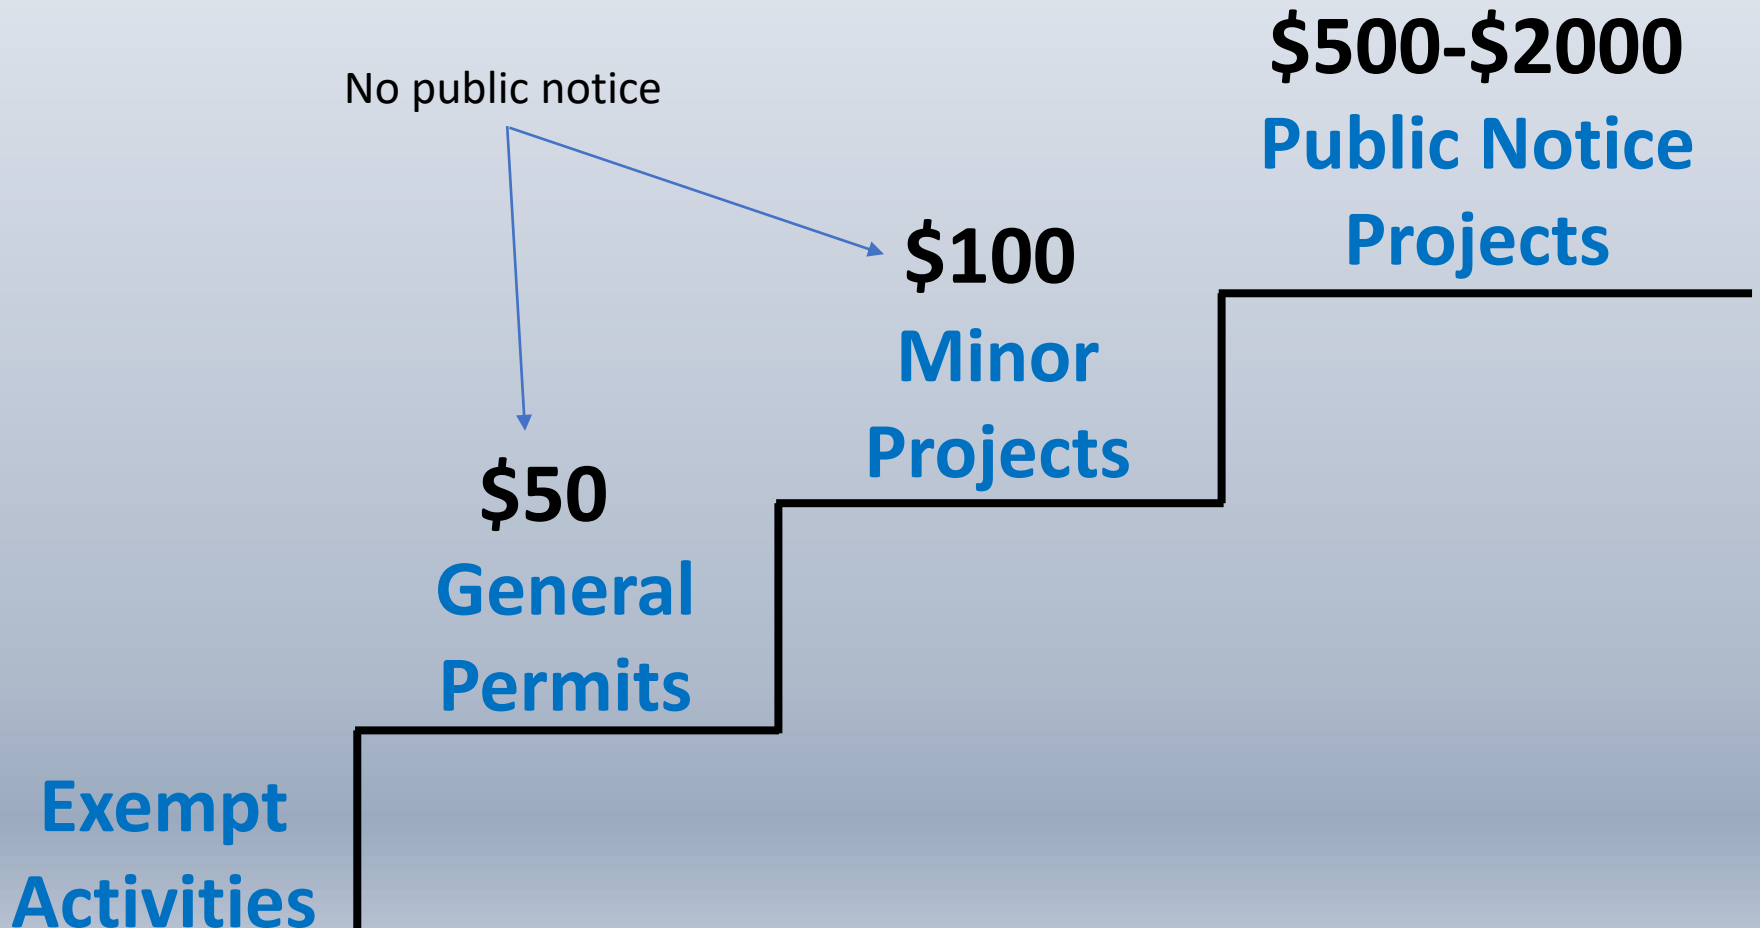 $500-$2000
Public Notice
Projects
No public notice
$100
Minor
Projects
$50
General
Permits
Exempt
Activities